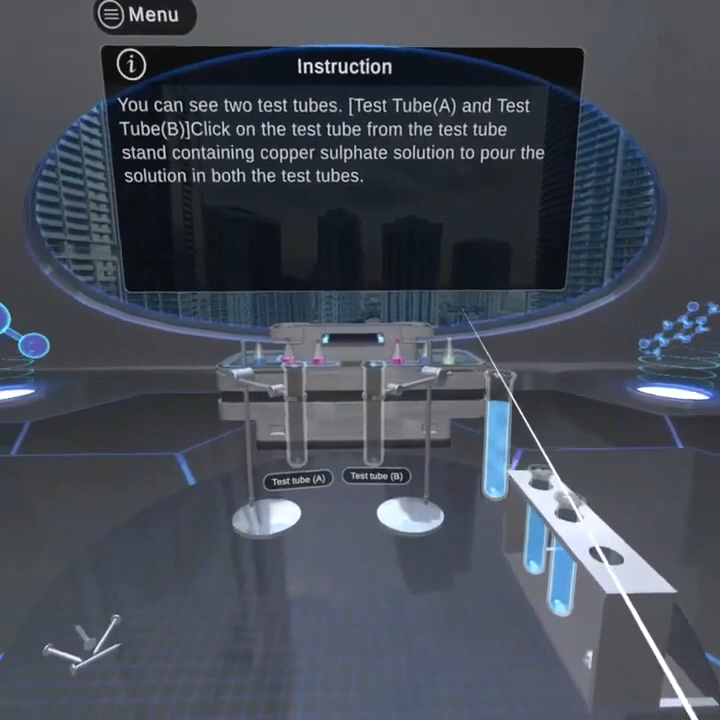 Menu
Instruction
You can see two test tubes. [Test Tube(A) and Test
Tube(B)]Click on the test tube from the test tube
stand containing copper sulphate solution to pour the
solution in both the test tubes.
Test tube (A)
Test tube (B)